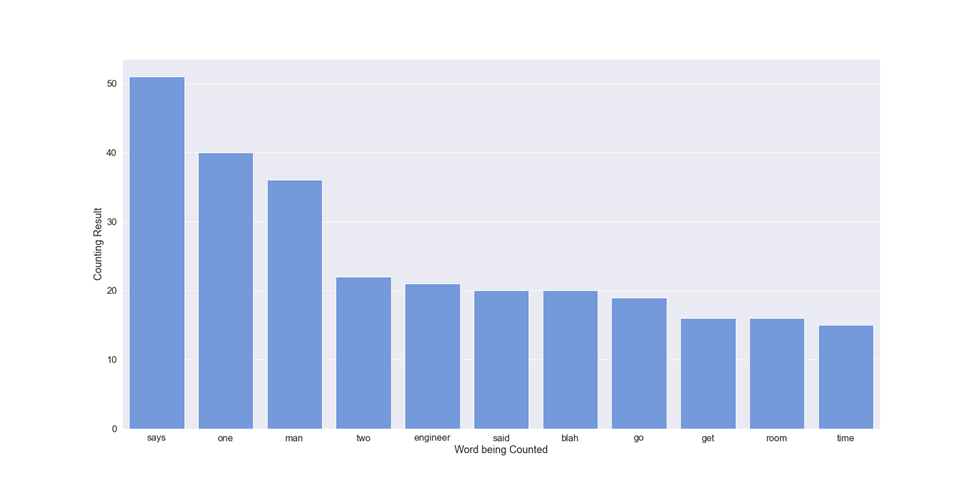 50
40
30
20
10
0
Counting Result
says one man two engineer said blah go get room time
Word being Counted